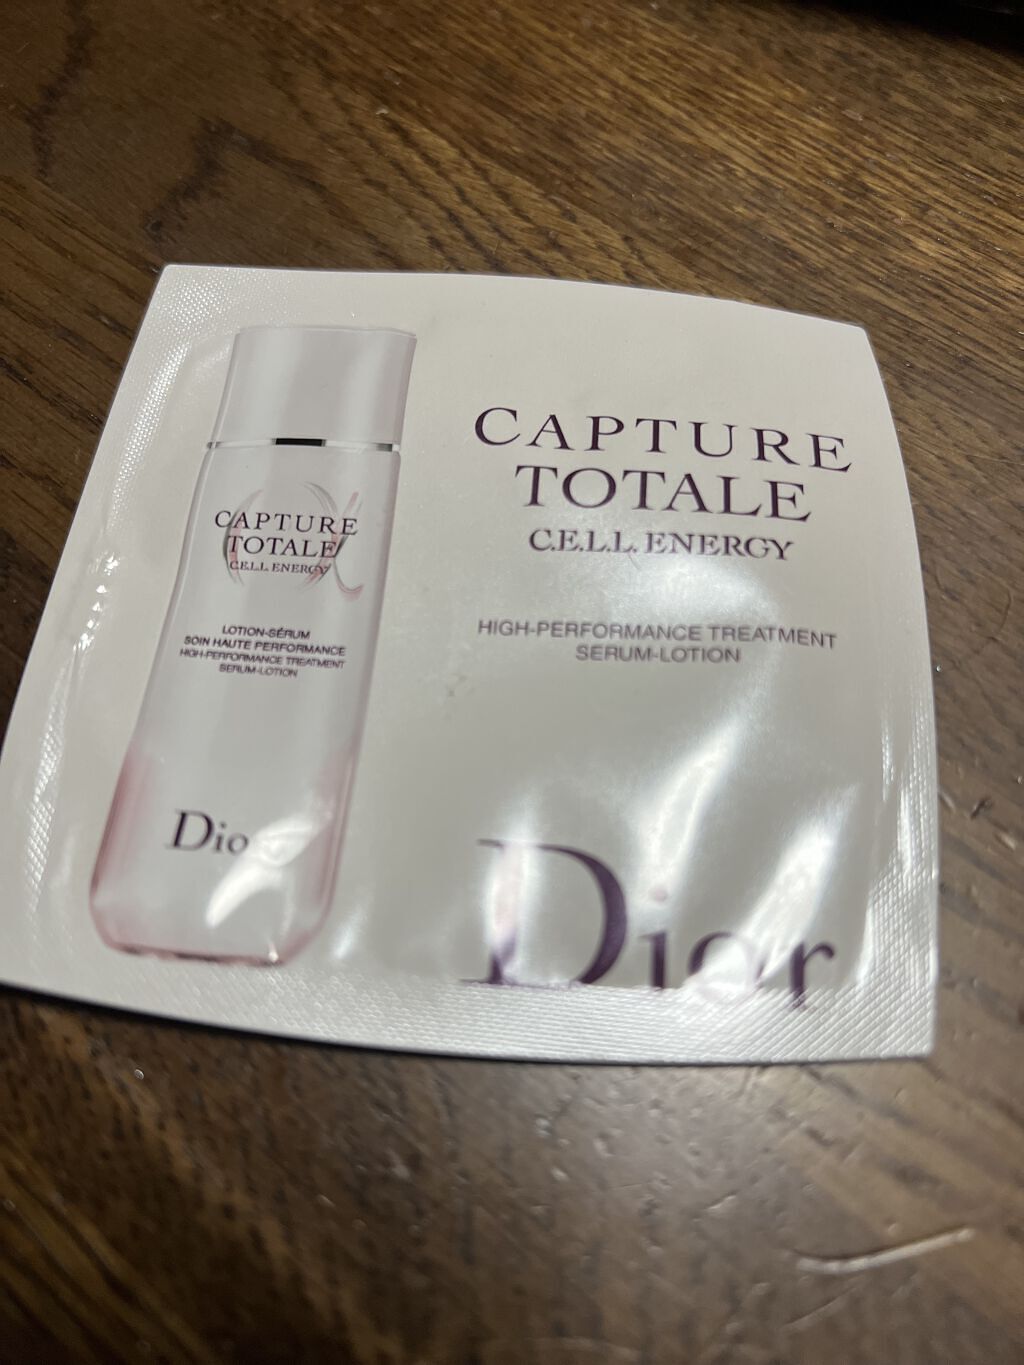 CAPTURE
TOTALE
C.E.L.L. ENERGY
LOTION-SÉRUM
SOIN HAUTE PERFORMANCE
HIGH-PERFORMANCE TREATMENT
SERUM-LOTION
Dior
CAPTURE
TOTALE
C.E.L.L. ENERGY
HIGH-PERFORMANCE TREATMENT
SERUM-LOTION
Dior